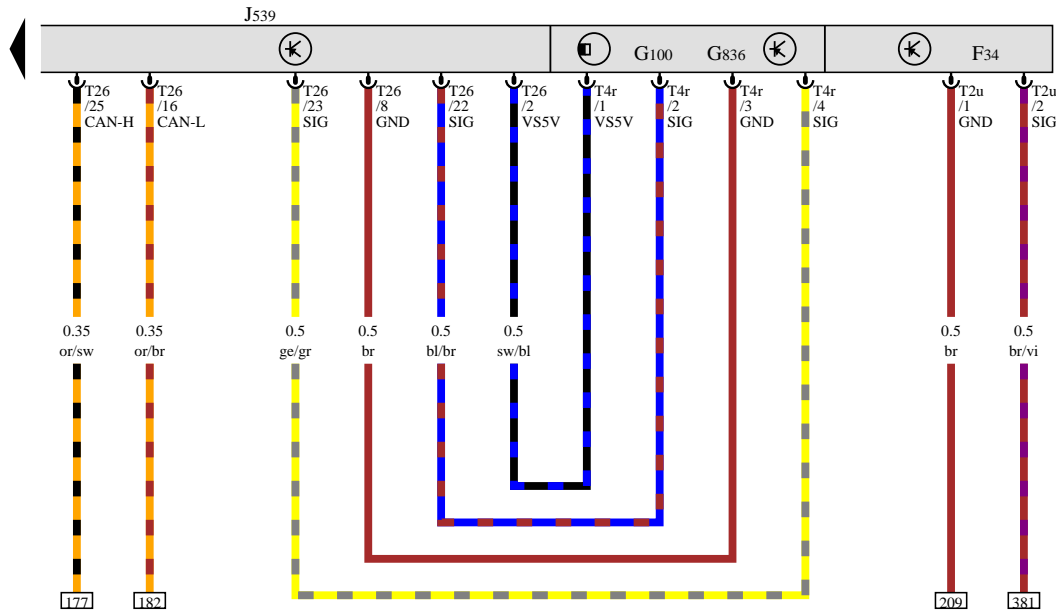 J539
G100
G836
F34
T26
/25
CAN-H
T26
/16
CAN-L
T26
/23
SIG
T26
/8
GND
T26
/22
SIG
T26
/2
VS5V
T4r
/1
VS5V
T4r
/2
SIG
T4r
/3
GND
T4r
/4
SIG
T2u
/1
GND
T2u
/2
SIG
0.35
or/sw
0.35
or/br
0.5
ge/gr
0.5
br
0.5
bl/br
0.5
sw/bl
0.5
br
0.5
br/vi
177
182
209
381